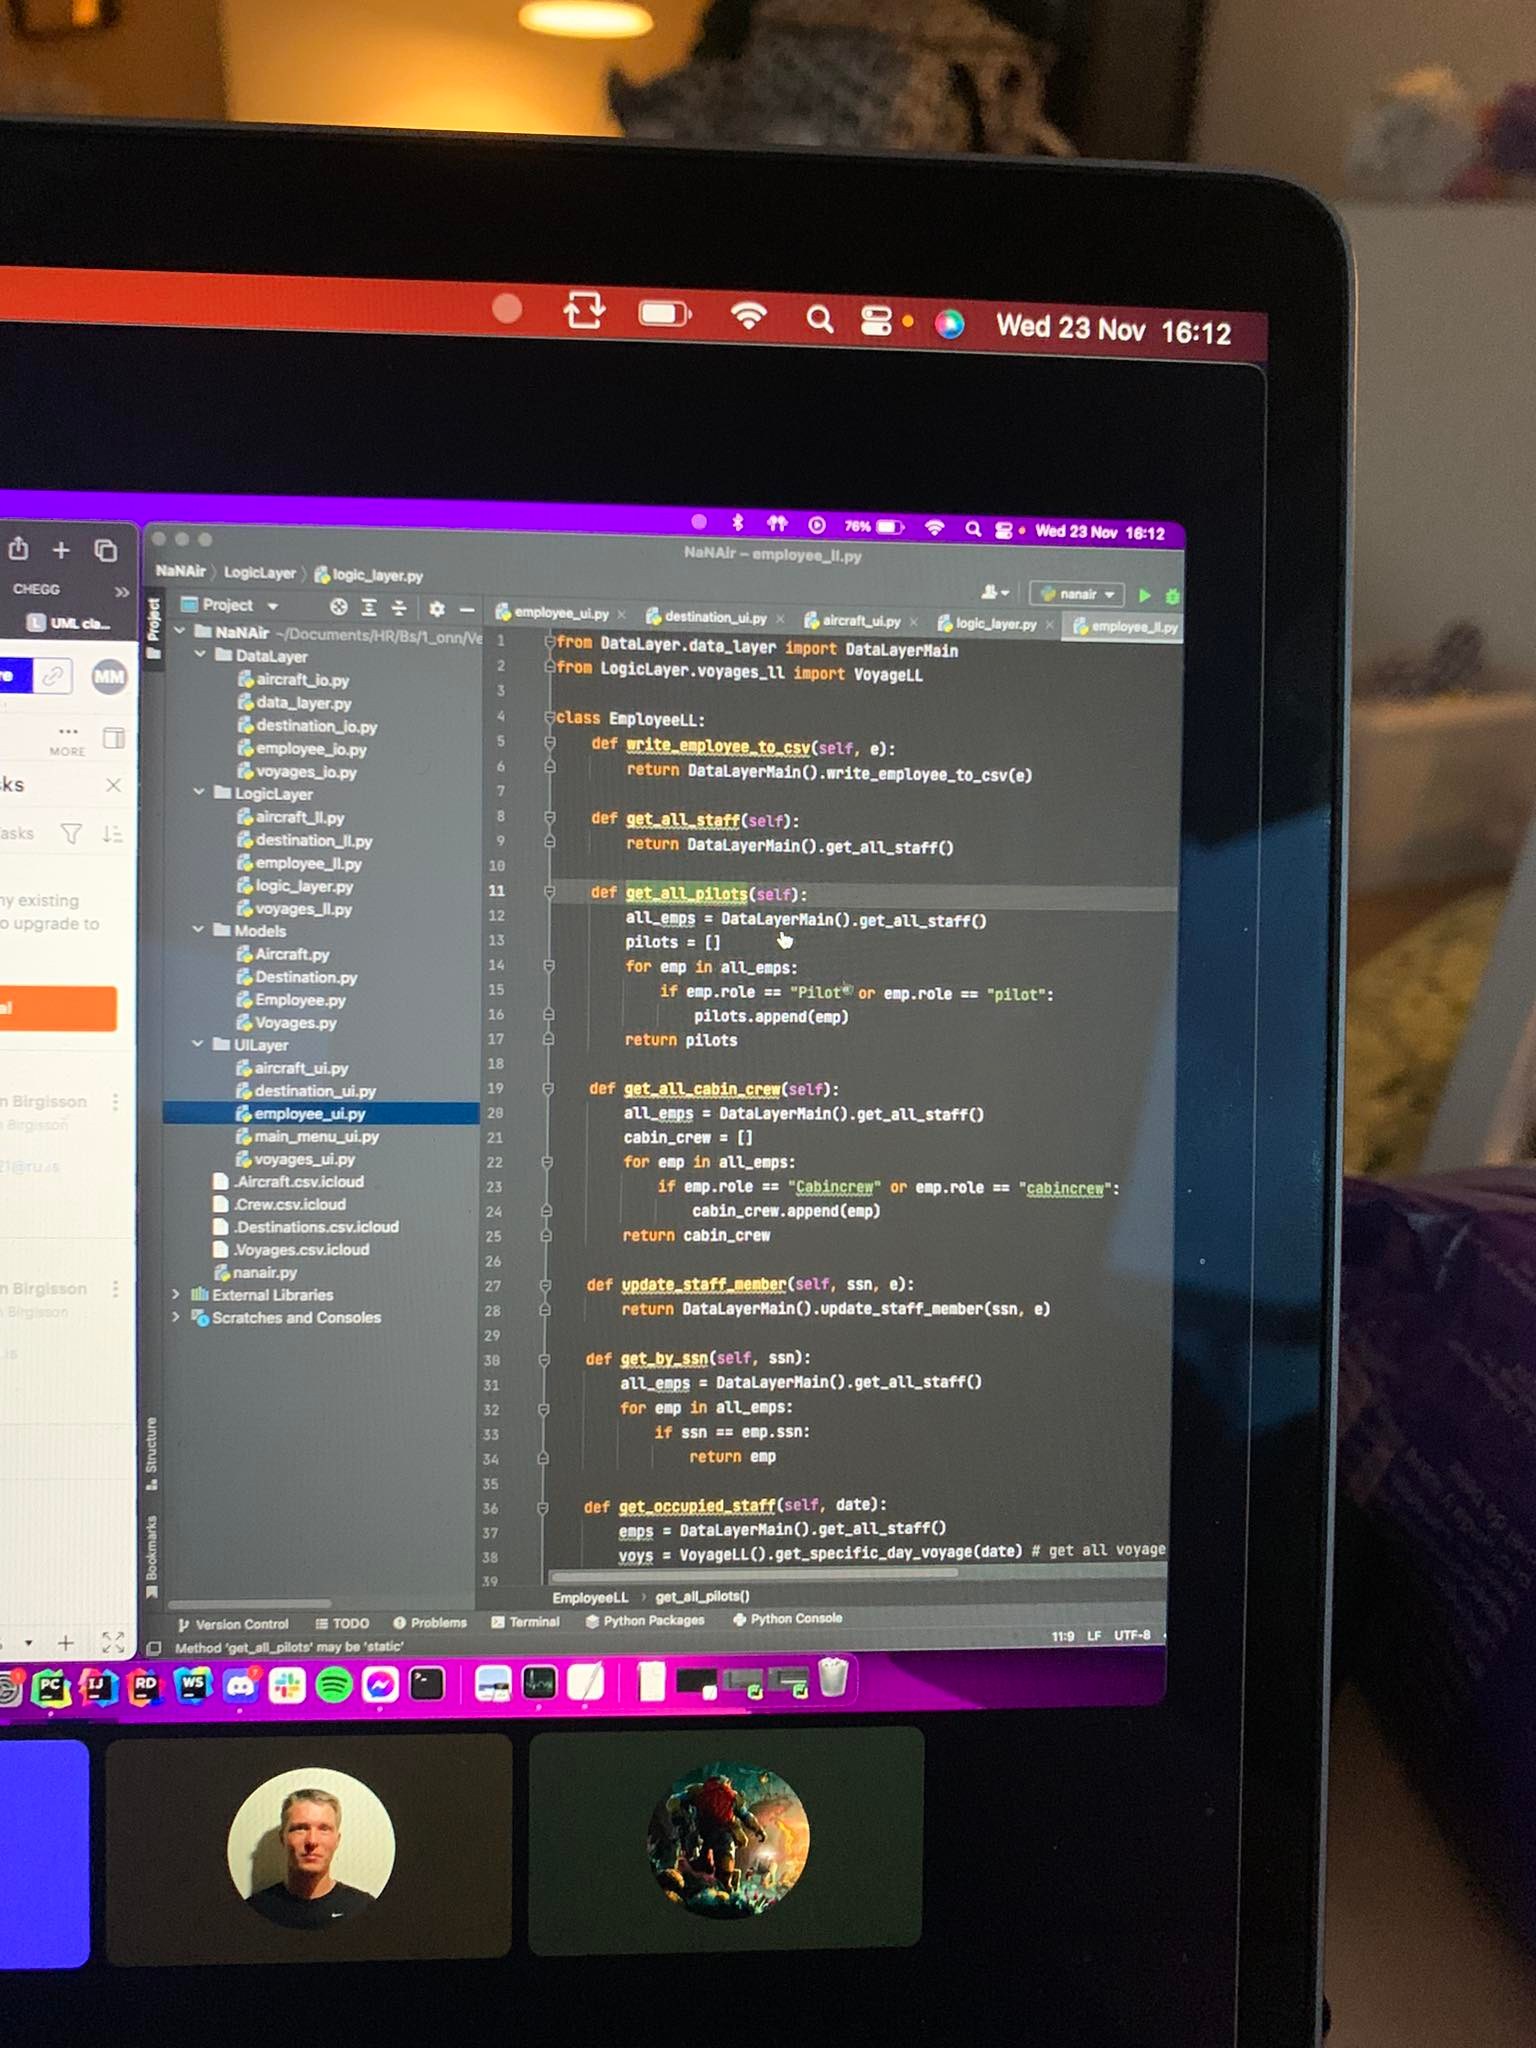 Wed 23 Nov 16:12
76%
Wed 23 Nov 16:12
NaNAir – employee_ll.py
NaNAir
LogicLayer
logic_layer.py
nanair
CHEGG
UML cla...
MM
MORE
Project
Project
employee_ui.py
destination_ui.py
aircraft_ui.py
logic_layer.py
employee_ll.py
NaNAir ~/Documents/HR/Bs/1_onn/Ve
DataLayer
aircraft_io.py
data_layer.py
destination_io.py
employee_io.py
voyages_io.py
LogicLayer
aircraft_ll.py
destination_ll.py
employee_ll.py
logic_layer.py
voyages_ll.py
Models
Aircraft.py
Destination.py
Employee.py
Voyages.py
UILayer
aircraft_ui.py
destination_ui.py
employee_ui.py
main_menu_ui.py
voyages_ui.py
.Aircraft.csv.icloud
.Crew.csv.icloud
.Destinations.csv.icloud
.Voyages.csv.icloud
nanair.py
External Libraries
Scratches and Consoles
1 from DataLayer.data_layer import DataLayerMain
2 from LogicLayer.voyages_ll import VoyageLL
3
4 class EmployeeLL:
5 def write_employee_to_csv(self, e):
6 return DataLayerMain().write_employee_to_csv(e)
7
8 def get_all_staff(self):
9 return DataLayerMain().get_all_staff()
10
11 def get_all_pilots(self):
12 all_emps = DataLayerMain().get_all_staff()
13 pilots = []
14 for emp in all_emps:
15 if emp.role == "Pilot" or emp.role == "pilot":
16 pilots.append(emp)
17 return pilots
18
19 def get_all_cabin_crew(self):
20 all_emps = DataLayerMain().get_all_staff()
21 cabin_crew = []
22 for emp in all_emps:
23 if emp.role == "Cabincrew" or emp.role == "cabincrew":
24 cabin_crew.append(emp)
25 return cabin_crew
26
27 def update_staff_member(self, ssn, e):
28 return DataLayerMain().update_staff_member(ssn, e)
29
30 def get_by_ssn(self, ssn):
31 all_emps = DataLayerMain().get_all_staff()
32 for emp in all_emps:
33 if ssn == emp.ssn:
34 return emp
35
36 def get_occupied_staff(self, date):
37 emps = DataLayerMain().get_all_staff()
38 voys = VoyageLL().get_specific_day_voyage(date) # get all voyage
39
ny existing
o upgrade to
n Birgisson
n Birgisson
21@ru.is
n Birgisson
n Birgisson
Structure
Bookmarks
EmployeeLL
get_all_pilots()
Version Control
TODO
Problems
Terminal
Python Packages
Python Console
Method 'get_all_pilots' may be 'static'
11:9 LF UTF-8
PC
IJ
RD
WS